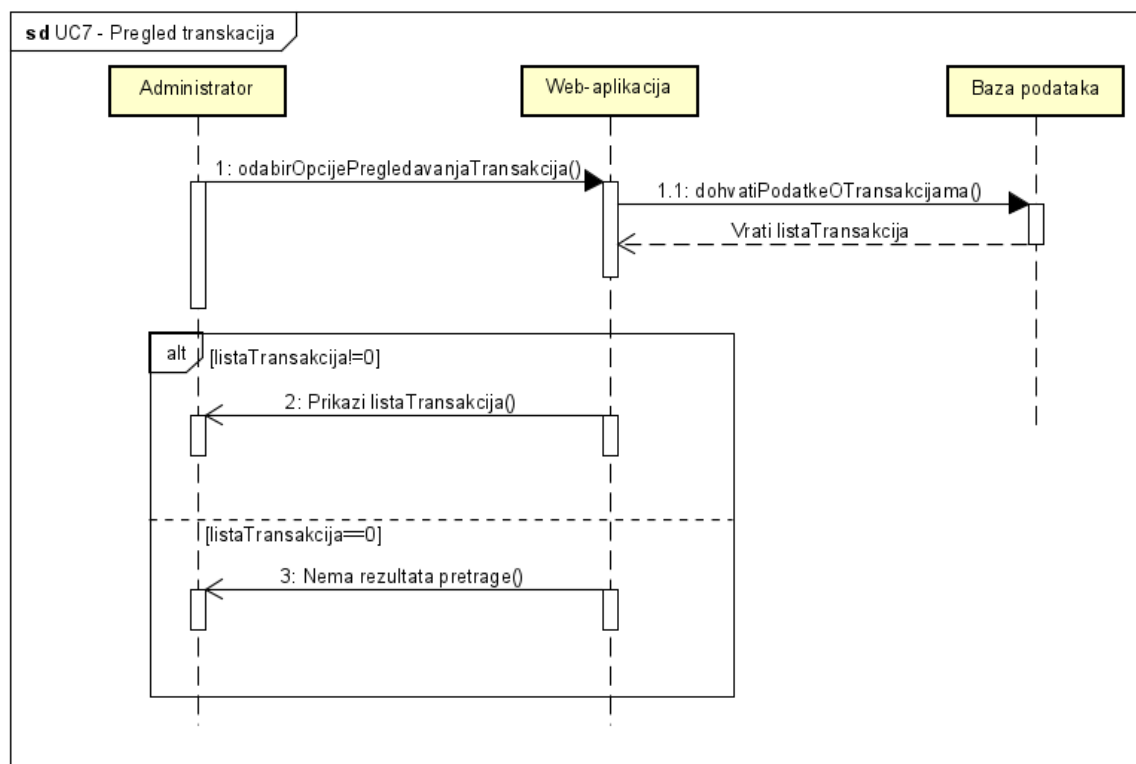 sd UC7 - Pregled transkacija
Administrator
Web-aplikacija
Baza podataka
1: odabirOpcijePregledavanjaTransakcija()
1.1: dohvatiPodatkeOTransakcijama()
Vrati listaTransakcija
alt
[listaTransakcija!=0]
2: Prikazi listaTransakcija()
[listaTransakcija==0]
3: Nema rezultata pretrage()